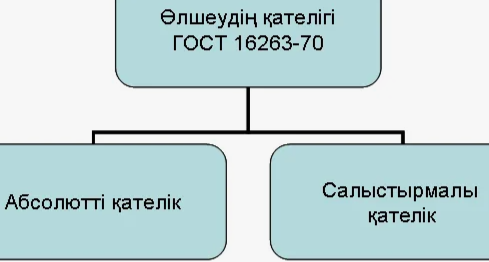 Өлшеудің қателігі
ГОСТ 16263-70
Абсолютті қателік
Салыстырмалы
қателік